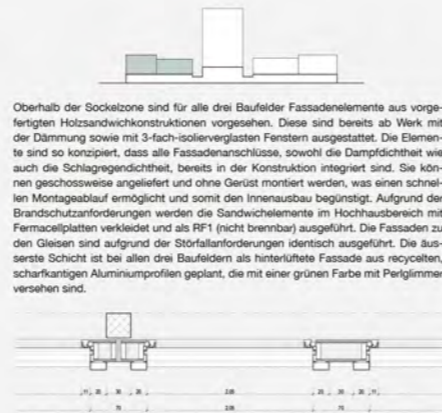 Oberhalb der Sockelzone sind für alle drei Baufelder Fassadenelemente aus vorge-
fertigten Holzsandwichkonstruktionen vorgesehen. Diese sind bereits ab Werk mit
der Dämmung sowie mit 3-fach-isolierverglasten Fenstern ausgestattet. Die Elemen-
te sind so konzipiert, dass alle Fassadenanschlüsse, sowohl die Dampfdichtheit wie
auch die Schlagregendichtheit, bereits in der Konstruktion integriert sind. Sie kön-
nen geschossweise angeliefert und ohne Gerüst montiert werden, was einen schnel-
len Montageablauf ermöglicht und somit den Innenausbau begünstigt. Aufgrund der
Brandschutzanforderungen werden die Sandwichelemente im Hochhausbereich mit
Fermacellplatten verkleidet und als RF1 (nicht brennbar) ausgeführt. Die Fassaden zu
den Gleisen sind aufgrund der Störfallanforderungen identisch ausgeführt. Die äus-
serste Schicht ist bei allen drei Baufeldern als hinterlüftete Fassade aus recycelten,
scharfkantigen Aluminiumprofilen geplant, die mit einer grünen Farbe mit Perlglimmer
versehen sind.